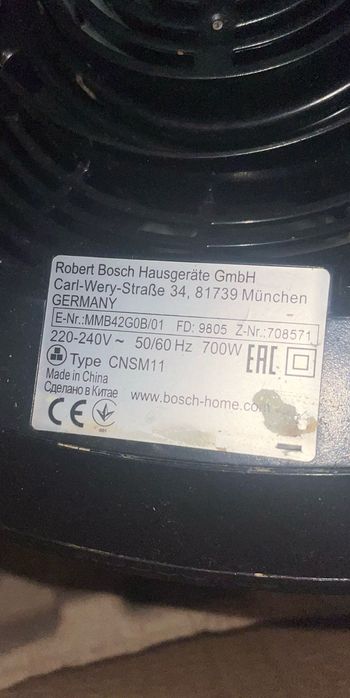 Robert Bosch Hausgeräte GmbH
Carl-Wery-Straße 34, 81739 München
GERMANY
E-Nr.:MMB42G0B/01 FD: 9805 Z-Nr.:708571
220-240V ~ 50/60 Hz 700W EAC
Type CNSM11
Made in China
Сделано в Китае
www.bosch-home.com
CE
001